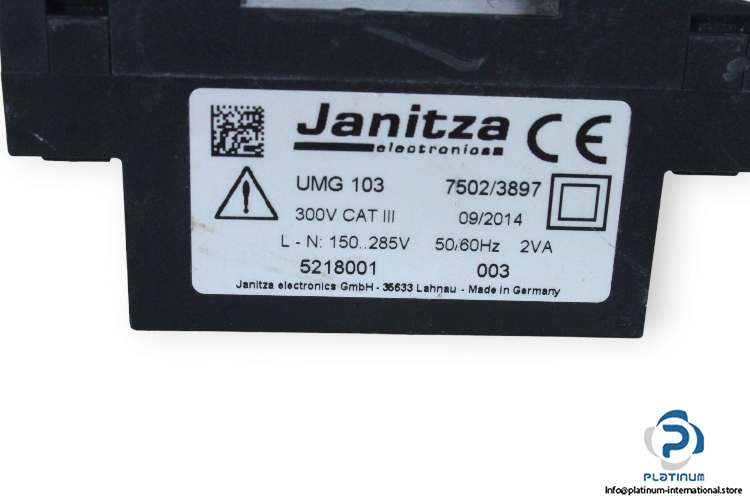 Janitza
electronics
CE
UMG 103 7502/3897
300V CAT III 09/2014
L - N: 150..285V 50/60Hz 2VA
5218001 003
Janitza electronics GmbH - 35633 Lahnau - Made in Germany
PLATINUM
Info@platinum-international.store